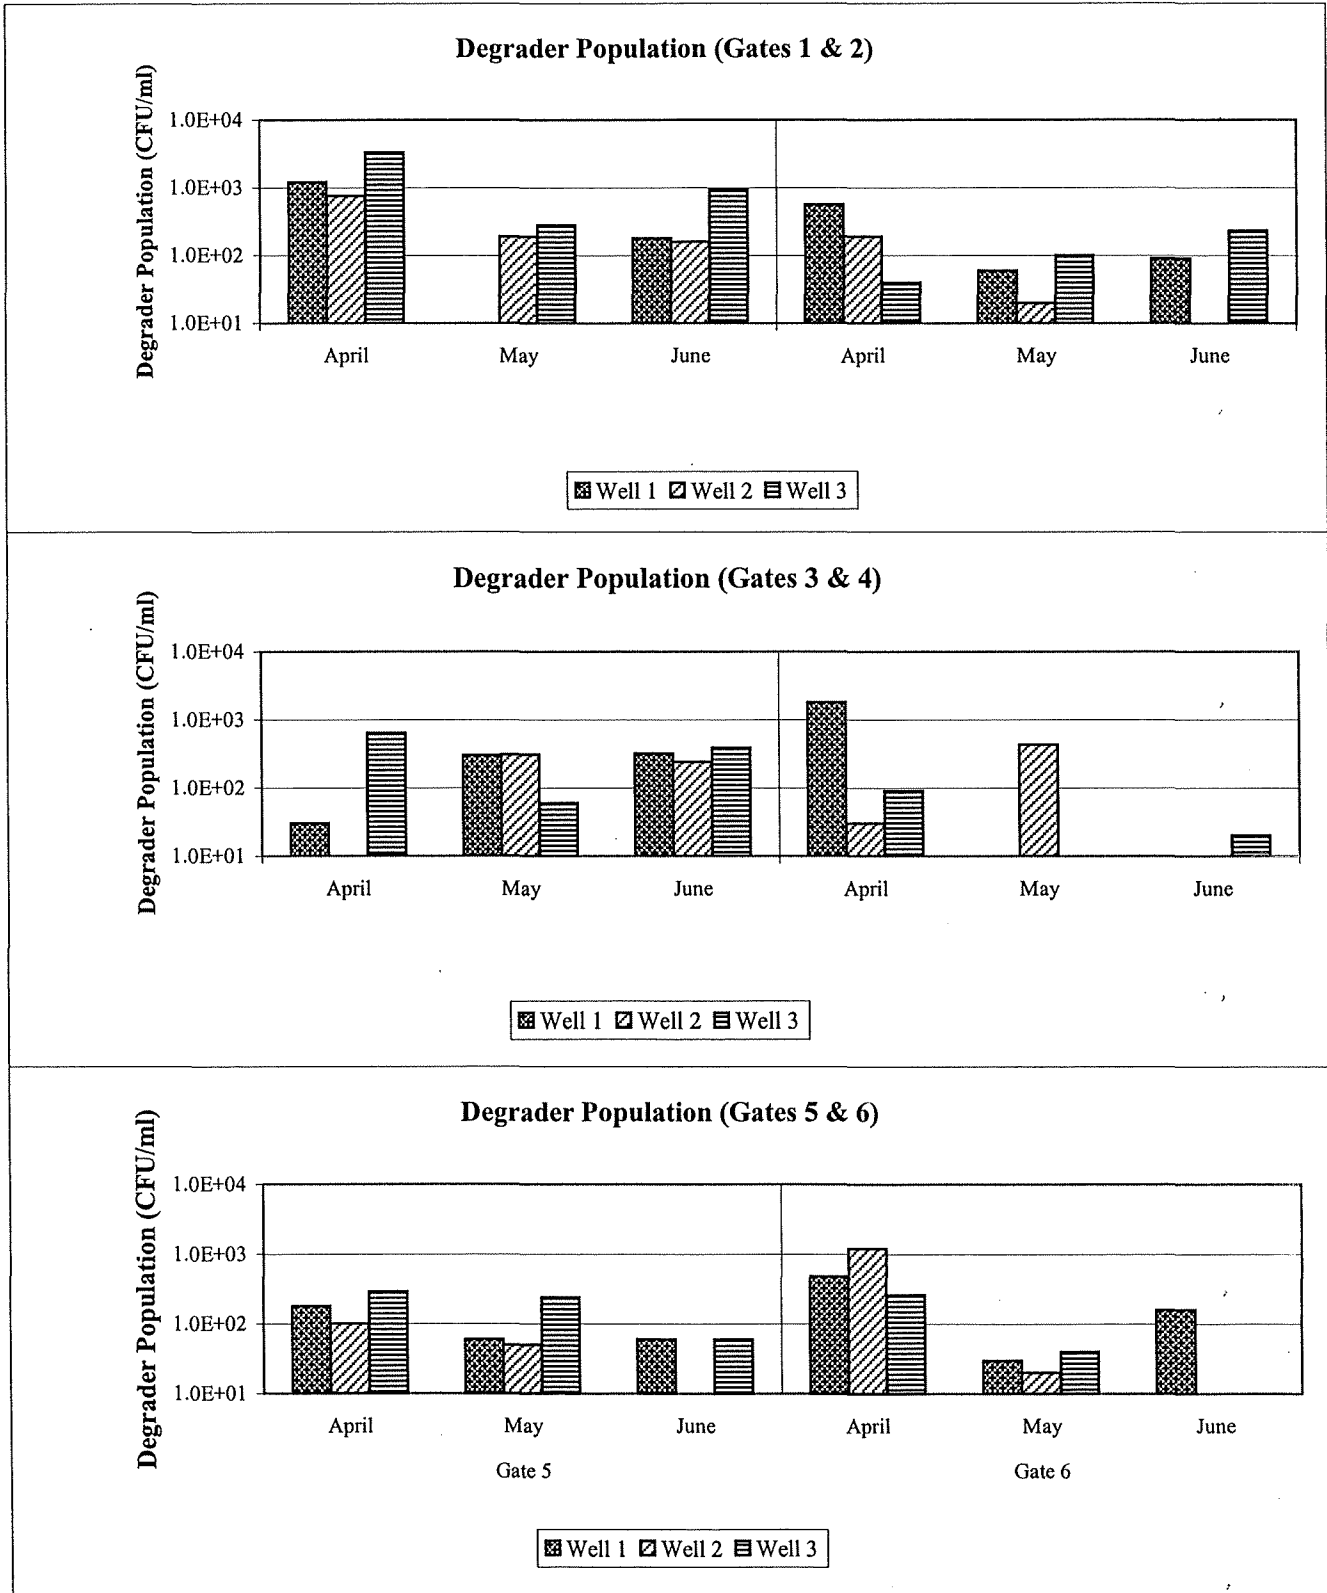 Degrader Population (Gates 1 & 2)
Degrader Population (CFU/ml)
1.0E+04
1.0E+03
1.0E+02
1.0E+01
April May June April May June
Well 1 Well 2 Well 3
Degrader Population (Gates 3 & 4)
Degrader Population (CFU/ml)
1.0E+04
1.0E+03
1.0E+02
1.0E+01
April May June April May June
Well 1 Well 2 Well 3
Degrader Population (Gates 5 & 6)
Degrader Population (CFU/ml)
1.0E+04
1.0E+03
1.0E+02
1.0E+01
April May June April May June
Gate 5 Gate 6
Well 1 Well 2 Well 3